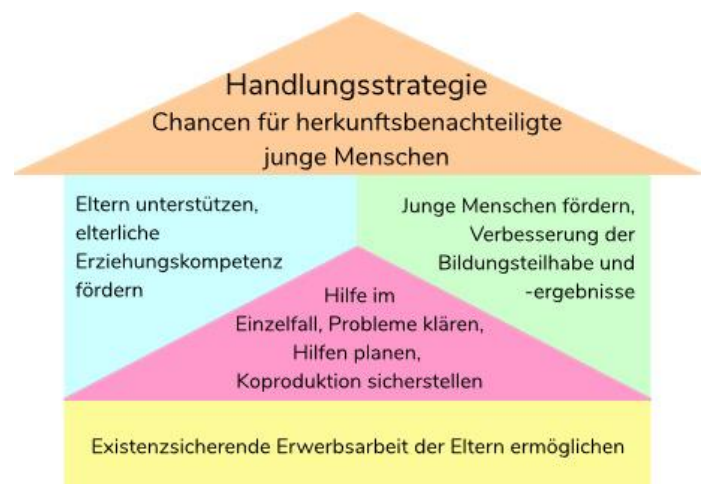 Handlungsstrategie
Chancen für herkunftsbenachteiligte
junge Menschen
Eltern unterstützen,
elterliche
Erziehungskompetenz
fördern
Junge Menschen fördern,
Verbesserung der
Bildungsteilhabe und
-ergebnisse
Hilfe im
Einzelfall, Probleme klären,
Hilfen planen,
Koproduktion sicherstellen
Existenzsicherende Erwerbsarbeit der Eltern ermöglichen